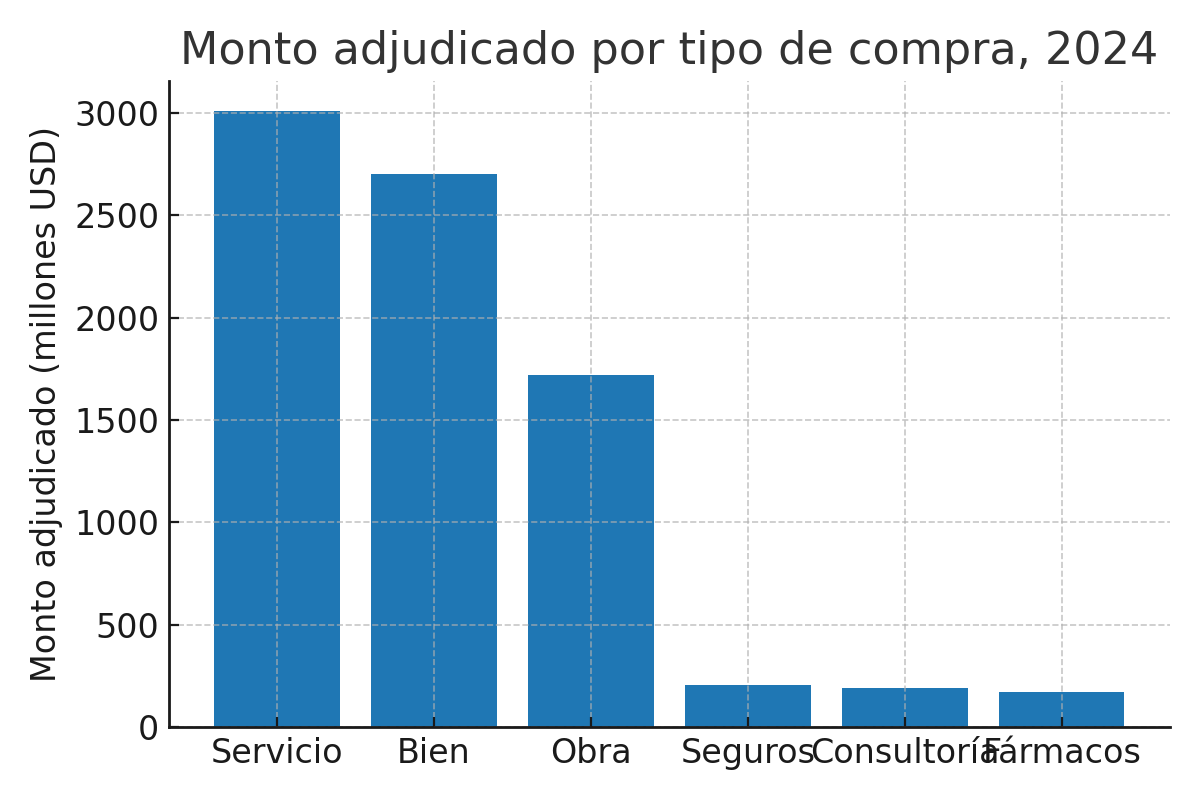 Monto adjudicado por tipo de compra, 2024
Monto adjudicado (millones USD)
3000
2500
2000
1500
1000
500
0
Servicio Bien Obra Seguros Consultoría Fármacos